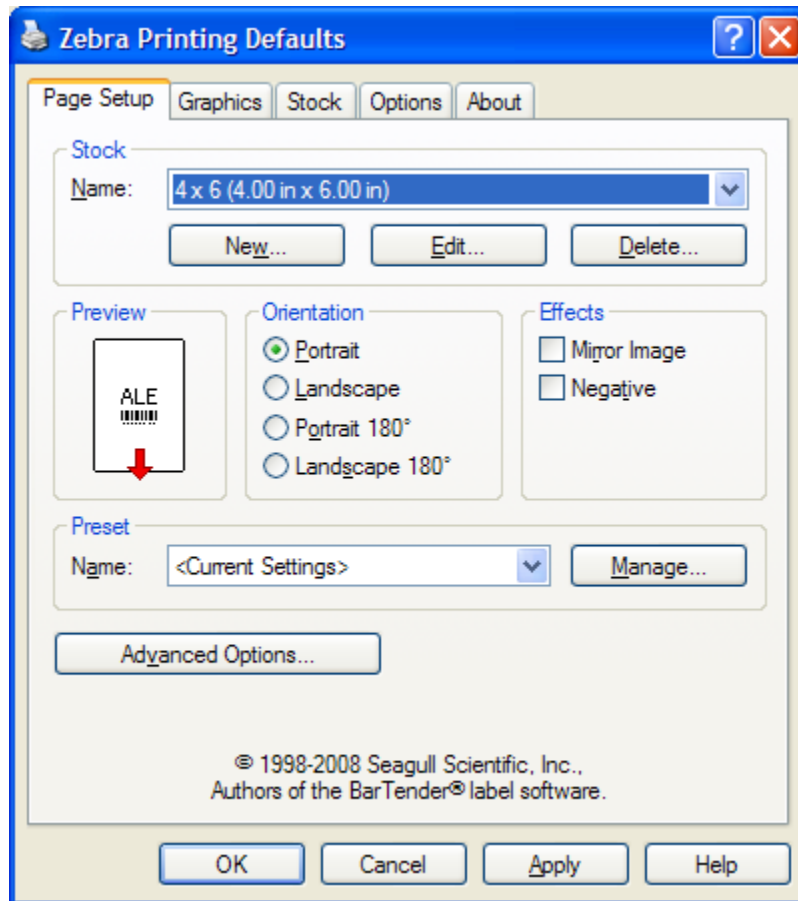 Zebra Printing Defaults
Page Setup Graphics Stock Options About
Stock
Name: 4 x 6 (4.00 in x 6.00 in)
New... Edit... Delete...
Preview Orientation Effects
ALE
Portrait
Landscape
Portrait 180°
Landscape 180°
Mirror Image
Negative
Preset
Name: <Current Settings> Manage...
Advanced Options...
© 1998-2008 Seagull Scientific, Inc.,
Authors of the BarTender® label software.
OK Cancel Apply Help